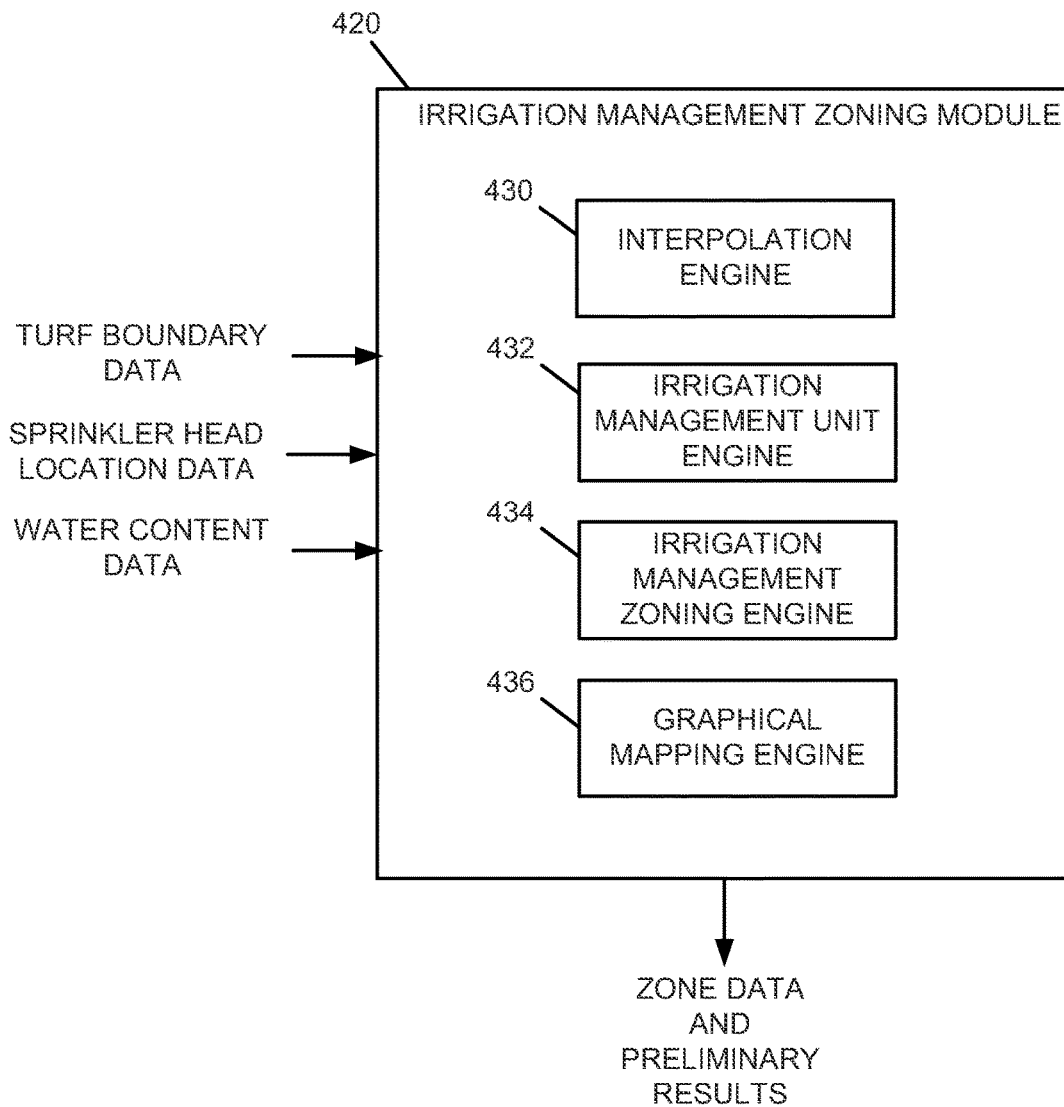 420
IRRIGATION MANAGEMENT ZONING MODULE
430
INTERPOLATION
ENGINE
TURF BOUNDARY
DATA
432
IRRIGATION
MANAGEMENT UNIT
ENGINE
SPRINKLER HEAD
LOCATION DATA
WATER CONTENT
DATA
434
IRRIGATION
MANAGEMENT
ZONING ENGINE
436
GRAPHICAL
MAPPING ENGINE
ZONE DATA
AND
PRELIMINARY
RESULTS